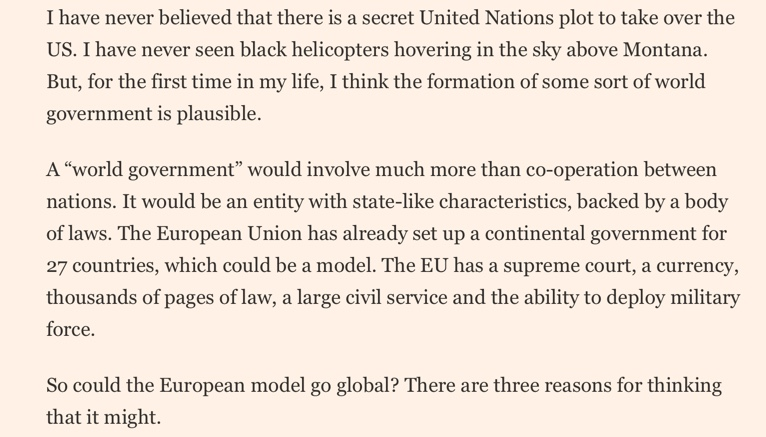 I have never believed that there is a secret United Nations plot to take over the
US. I have never seen black helicopters hovering in the sky above Montana.
But, for the first time in my life, I think the formation of some sort of world
government is plausible.
A “world government” would involve much more than co-operation between
nations. It would be an entity with state-like characteristics, backed by a body
of laws. The European Union has already set up a continental government for
27 countries, which could be a model. The EU has a supreme court, a currency,
thousands of pages of law, a large civil service and the ability to deploy military
force.
So could the European model go global? There are three reasons for thinking
that it might.